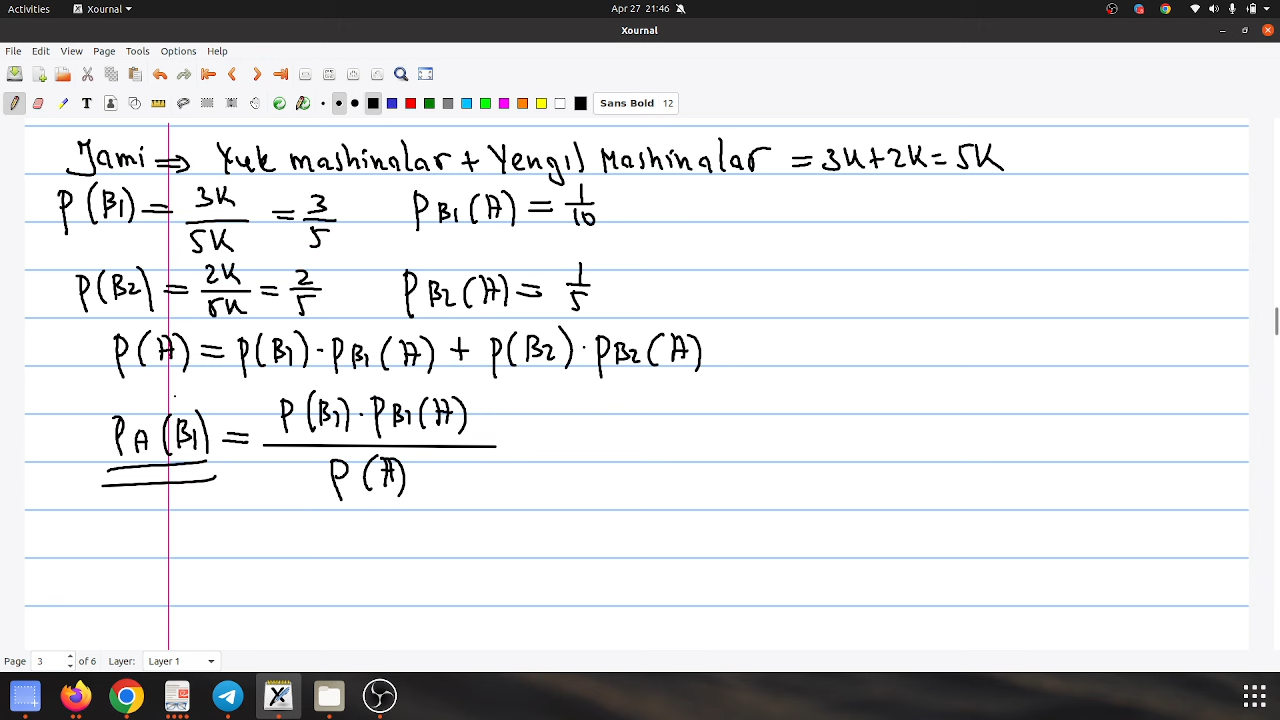 Activities Xournal Apr 27 21:46
Xournal
File Edit View Page Tools Options Help
Sans Bold 12
Jami ⇒ Yuk mashinalar + Yengil Mashinalar = 3K+2K = 5K
P(B1) = 3K/5K = 3/5 PB1(A) = 1/10
P(B2) = 2K/5K = 2/5 PB2(A) = 1/5
P(A) = P(B1) · PB1(A) + P(B2) · PB2(A)
PA(B1) = P(B1) · PB1(A) / P(A)
Page 3 of 6 Layer: Layer 1